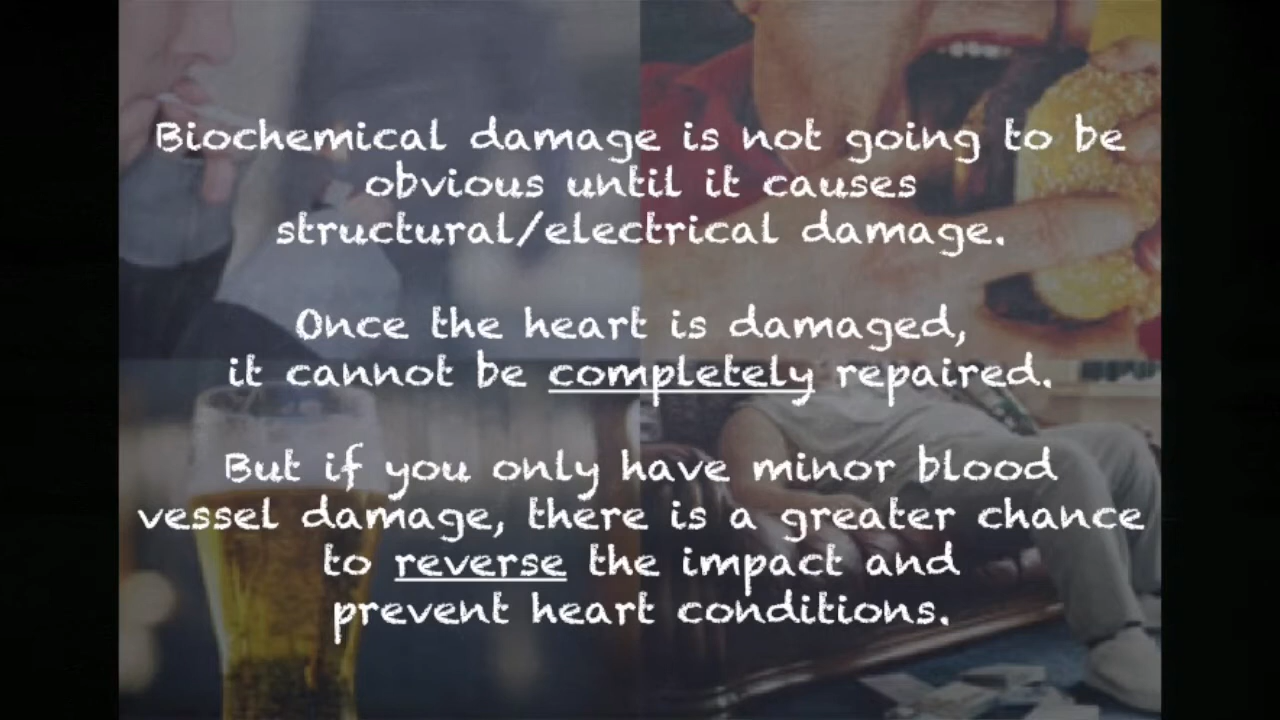 Biochemical damage is not going to be
obvious until it causes
structural/electrical damage.
Once the heart is damaged,
it cannot be completely repaired.
But if you only have minor blood
vessel damage, there is a greater chance
to reverse the impact and
prevent heart conditions.